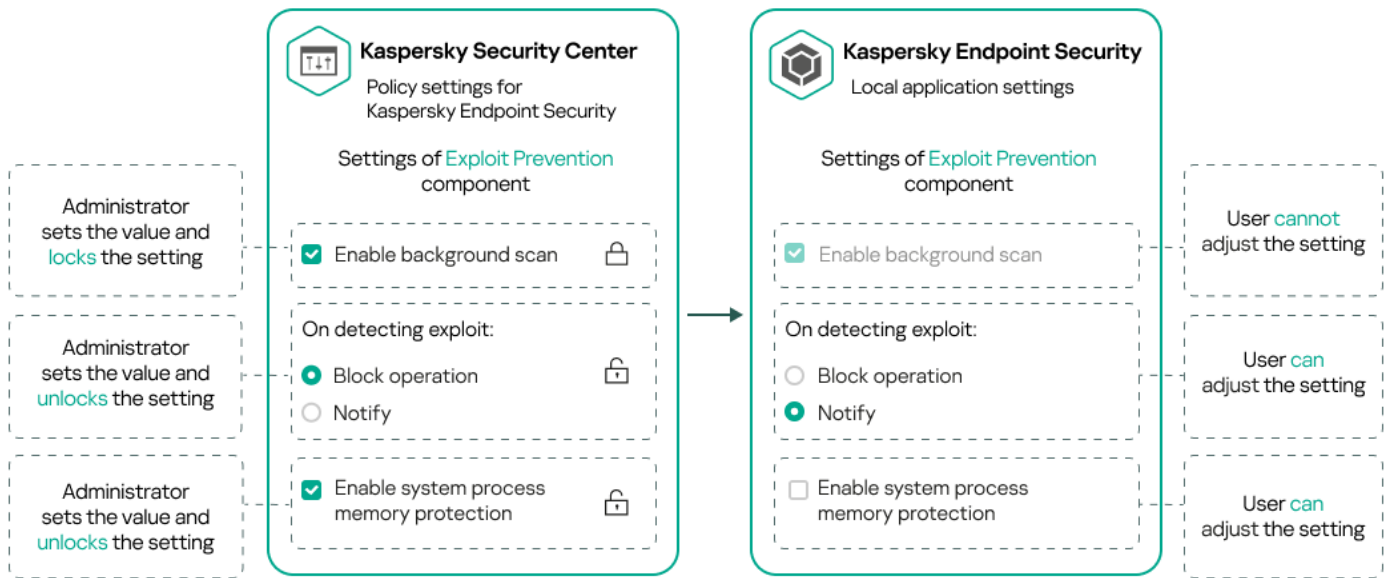 Kaspersky Security Center
Policy settings for
Kaspersky Endpoint Security
Settings of Exploit Prevention
component
Administrator
sets the value and
locks the setting
Enable background scan
Administrator
sets the value and
unlocks the setting
On detecting exploit:
Block operation
Notify
Administrator
sets the value and
unlocks the setting
Enable system process
memory protection
Kaspersky Endpoint Security
Local application settings
Settings of Exploit Prevention
component
Enable background scan
User cannot
adjust the setting
On detecting exploit:
Block operation
Notify
User can
adjust the setting
Enable system process
memory protection
User can
adjust the setting